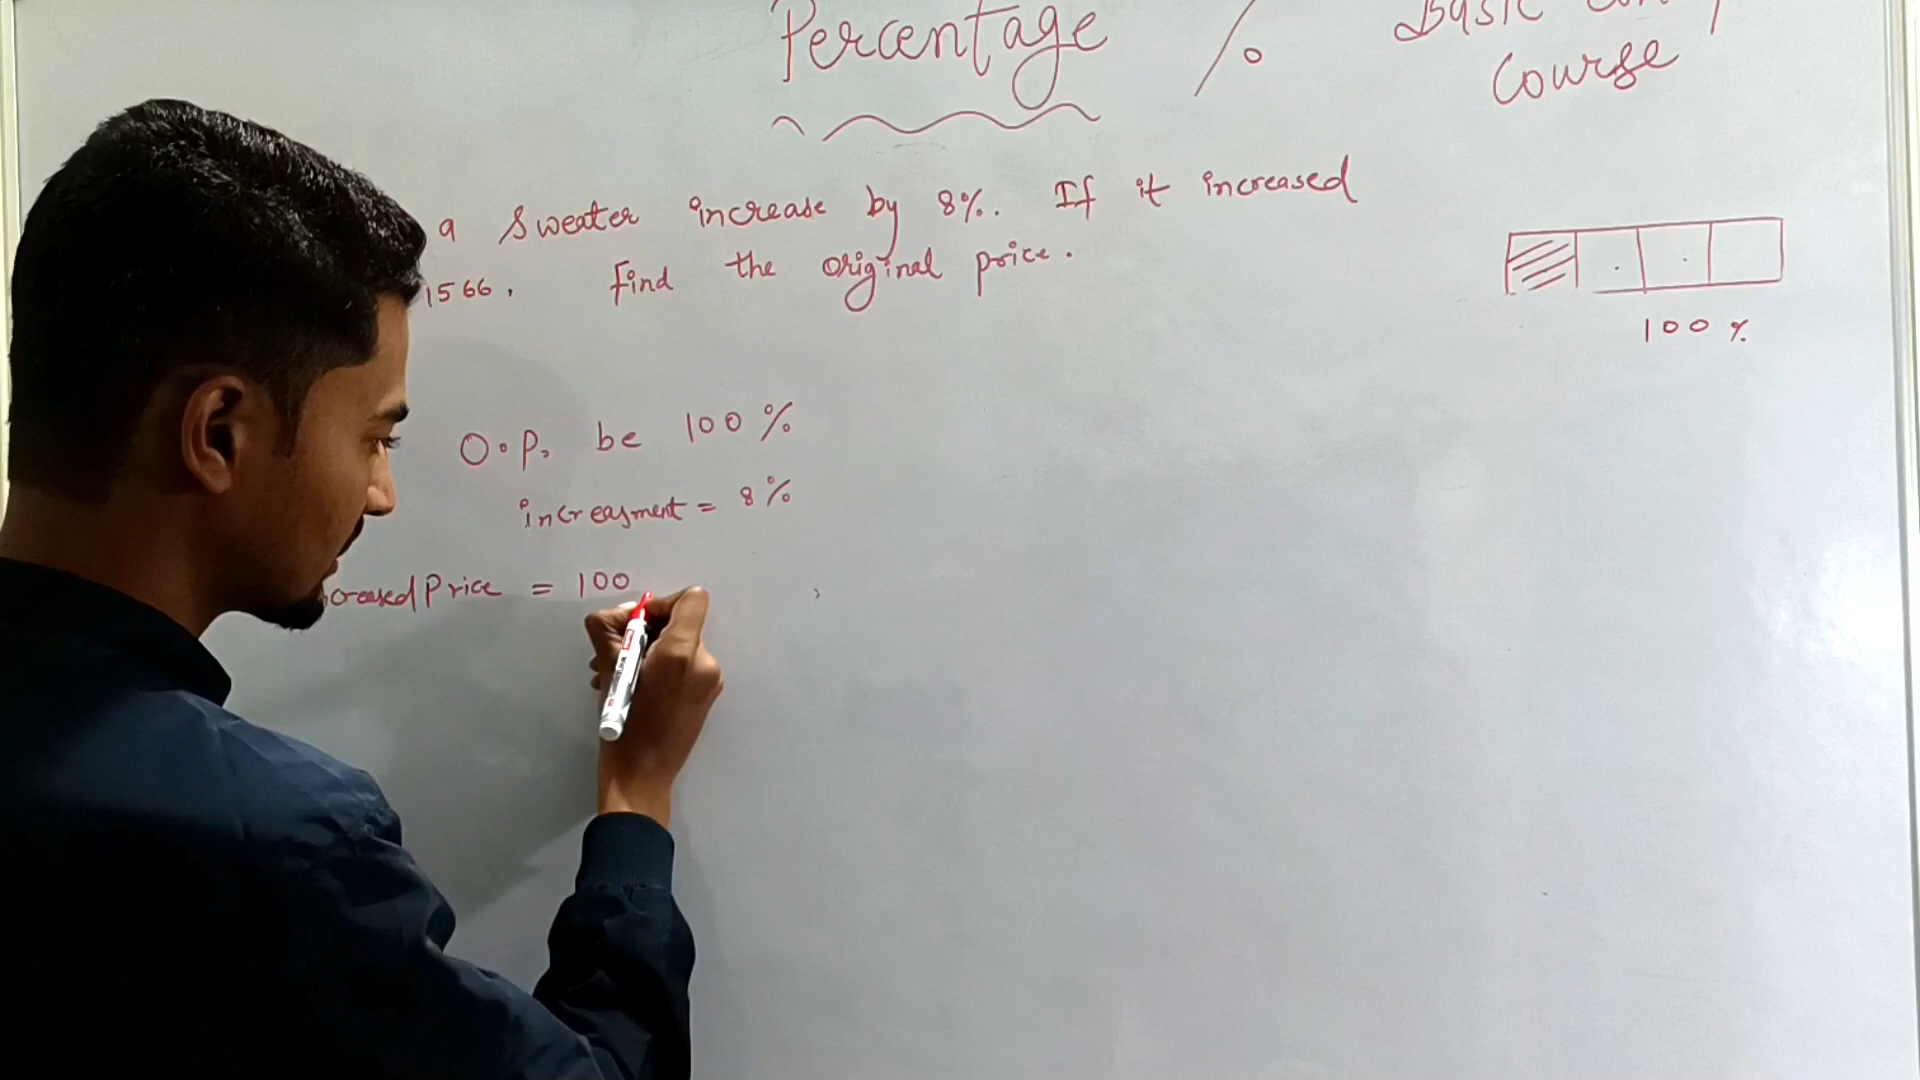 Percentage %
Basic
Course
a sweater increase by 8%. If it increased
1566, find the original price.
100 %
O.P. be 100 %
increasment = 8 %
creased Price = 100